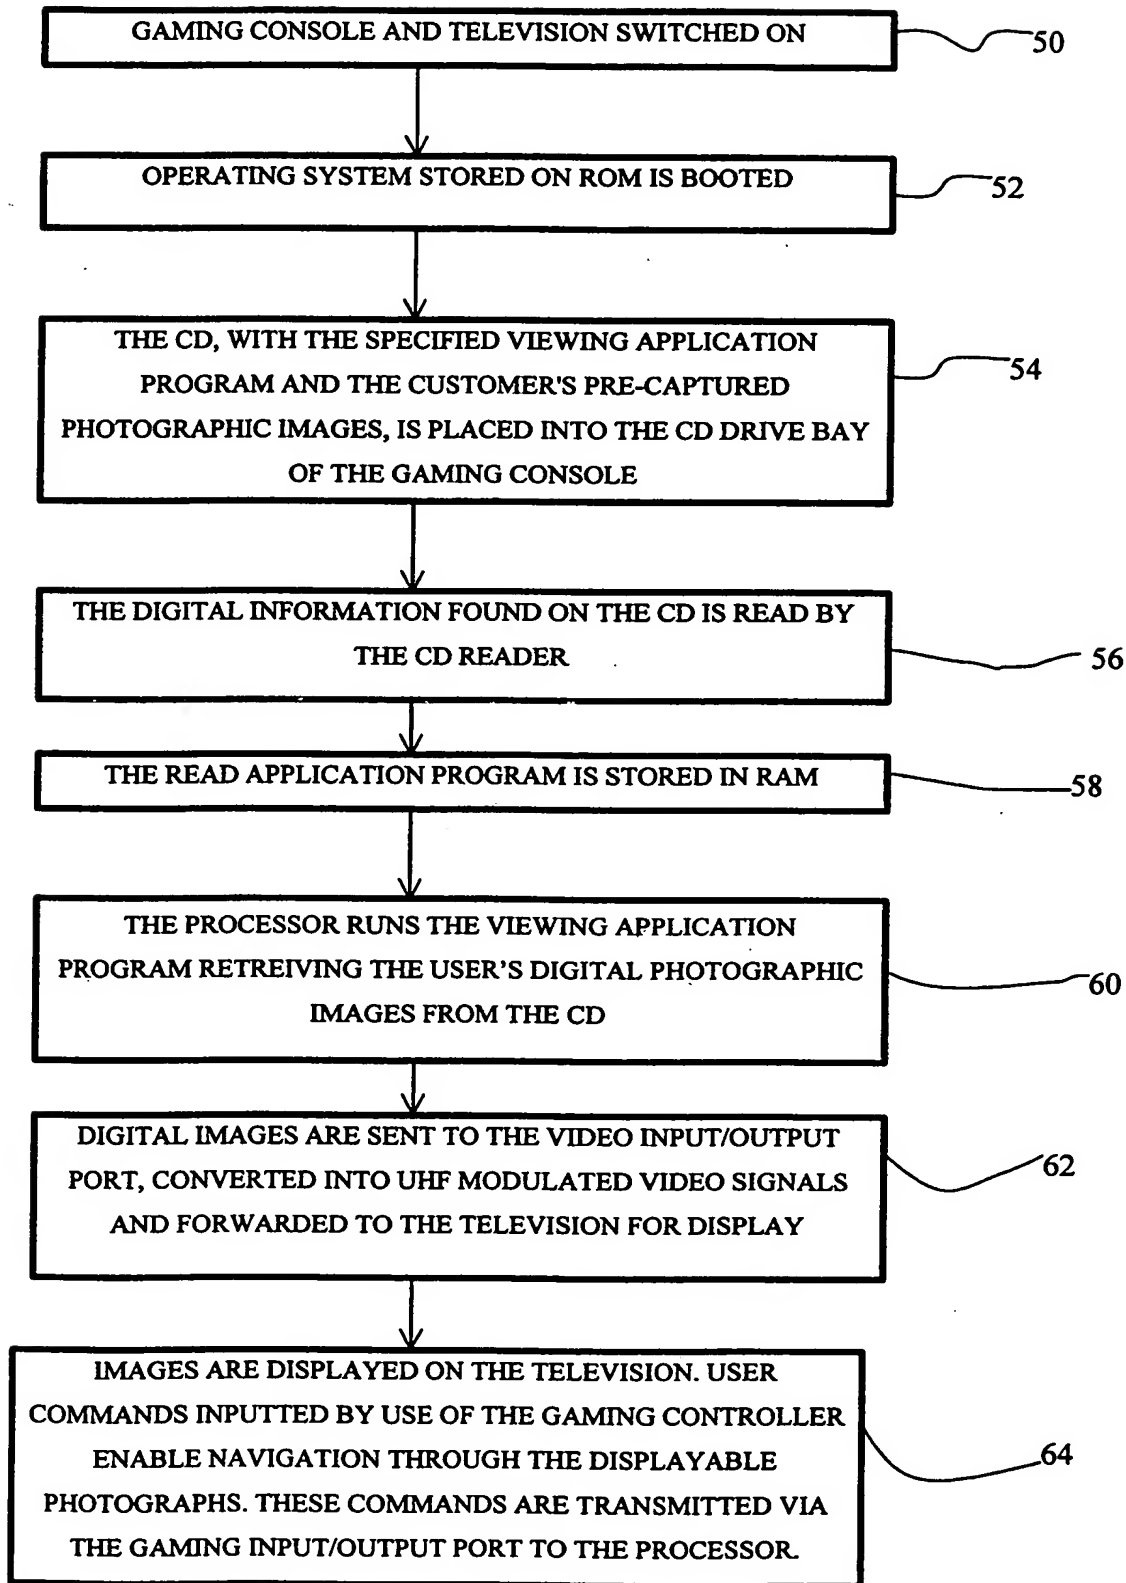 GAMING CONSOLE AND TELEVISION SWITCHED ON
50
OPERATING SYSTEM STORED ON ROM IS BOOTED
52
THE CD, WITH THE SPECIFIED VIEWING APPLICATION
PROGRAM AND THE CUSTOMER'S PRE-CAPTURED
PHOTOGRAPHIC IMAGES, IS PLACED INTO THE CD DRIVE BAY
OF THE GAMING CONSOLE
54
THE DIGITAL INFORMATION FOUND ON THE CD IS READ BY
THE CD READER
56
THE READ APPLICATION PROGRAM IS STORED IN RAM
58
THE PROCESSOR RUNS THE VIEWING APPLICATION
PROGRAM RETREIVING THE USER'S DIGITAL PHOTOGRAPHIC
IMAGES FROM THE CD
60
DIGITAL IMAGES ARE SENT TO THE VIDEO INPUT/OUTPUT
PORT, CONVERTED INTO UHF MODULATED VIDEO SIGNALS
AND FORWARDED TO THE TELEVISION FOR DISPLAY
62
IMAGES ARE DISPLAYED ON THE TELEVISION. USER
COMMANDS INPUTTED BY USE OF THE GAMING CONTROLLER
ENABLE NAVIGATION THROUGH THE DISPLAYABLE
PHOTOGRAPHS. THESE COMMANDS ARE TRANSMITTED VIA
THE GAMING INPUT/OUTPUT PORT TO THE PROCESSOR.
64